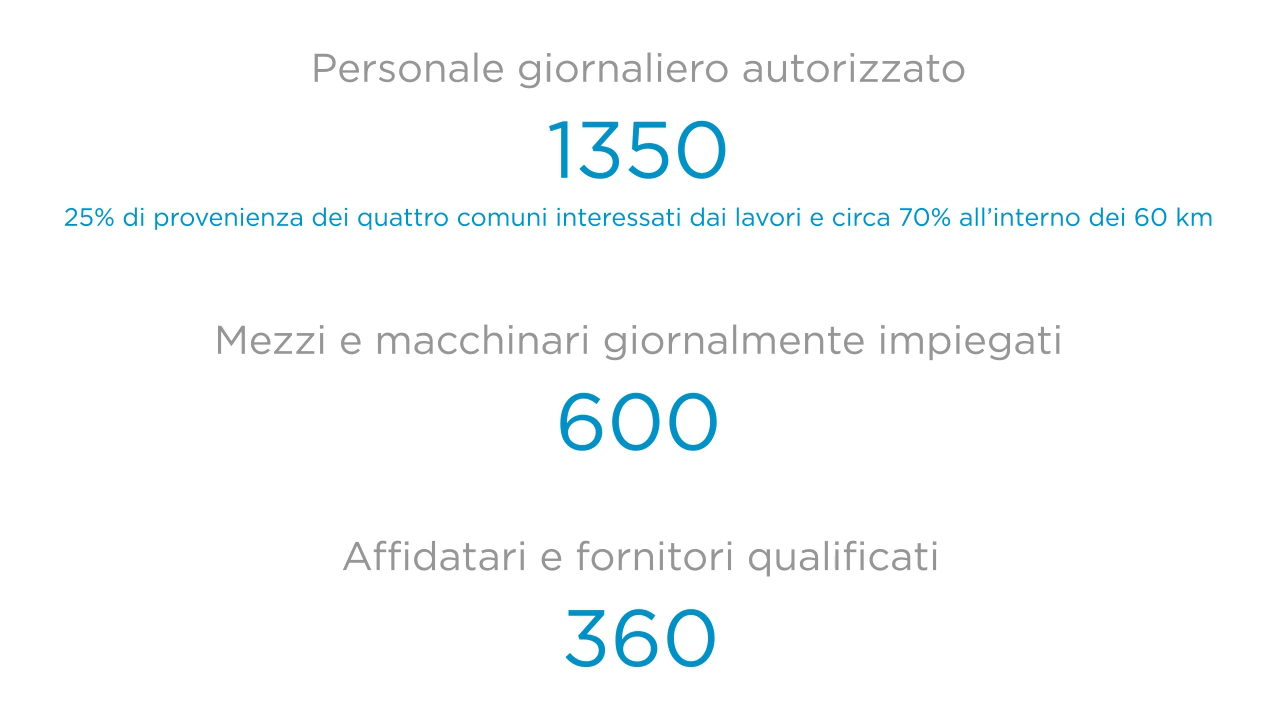 Personale giornaliero autorizzato
1350
25% di provenienza dei quattro comuni interessati dai lavori e circa 70% all’interno dei 60 km
Mezzi e macchinari giornalmente impiegati
600
Affidatari e fornitori qualificati
360